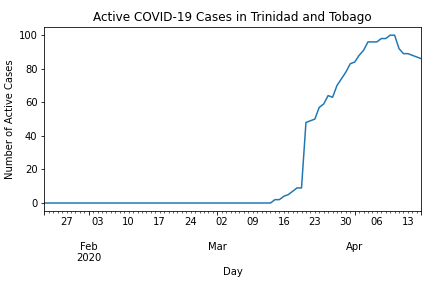 Active COVID-19 Cases in Trinidad and Tobago
Number of Active Cases
100
80
60
40
20
0
27 03 10 17 24 02 09 16 23 30 06 13
Feb Mar Apr
2020
Day